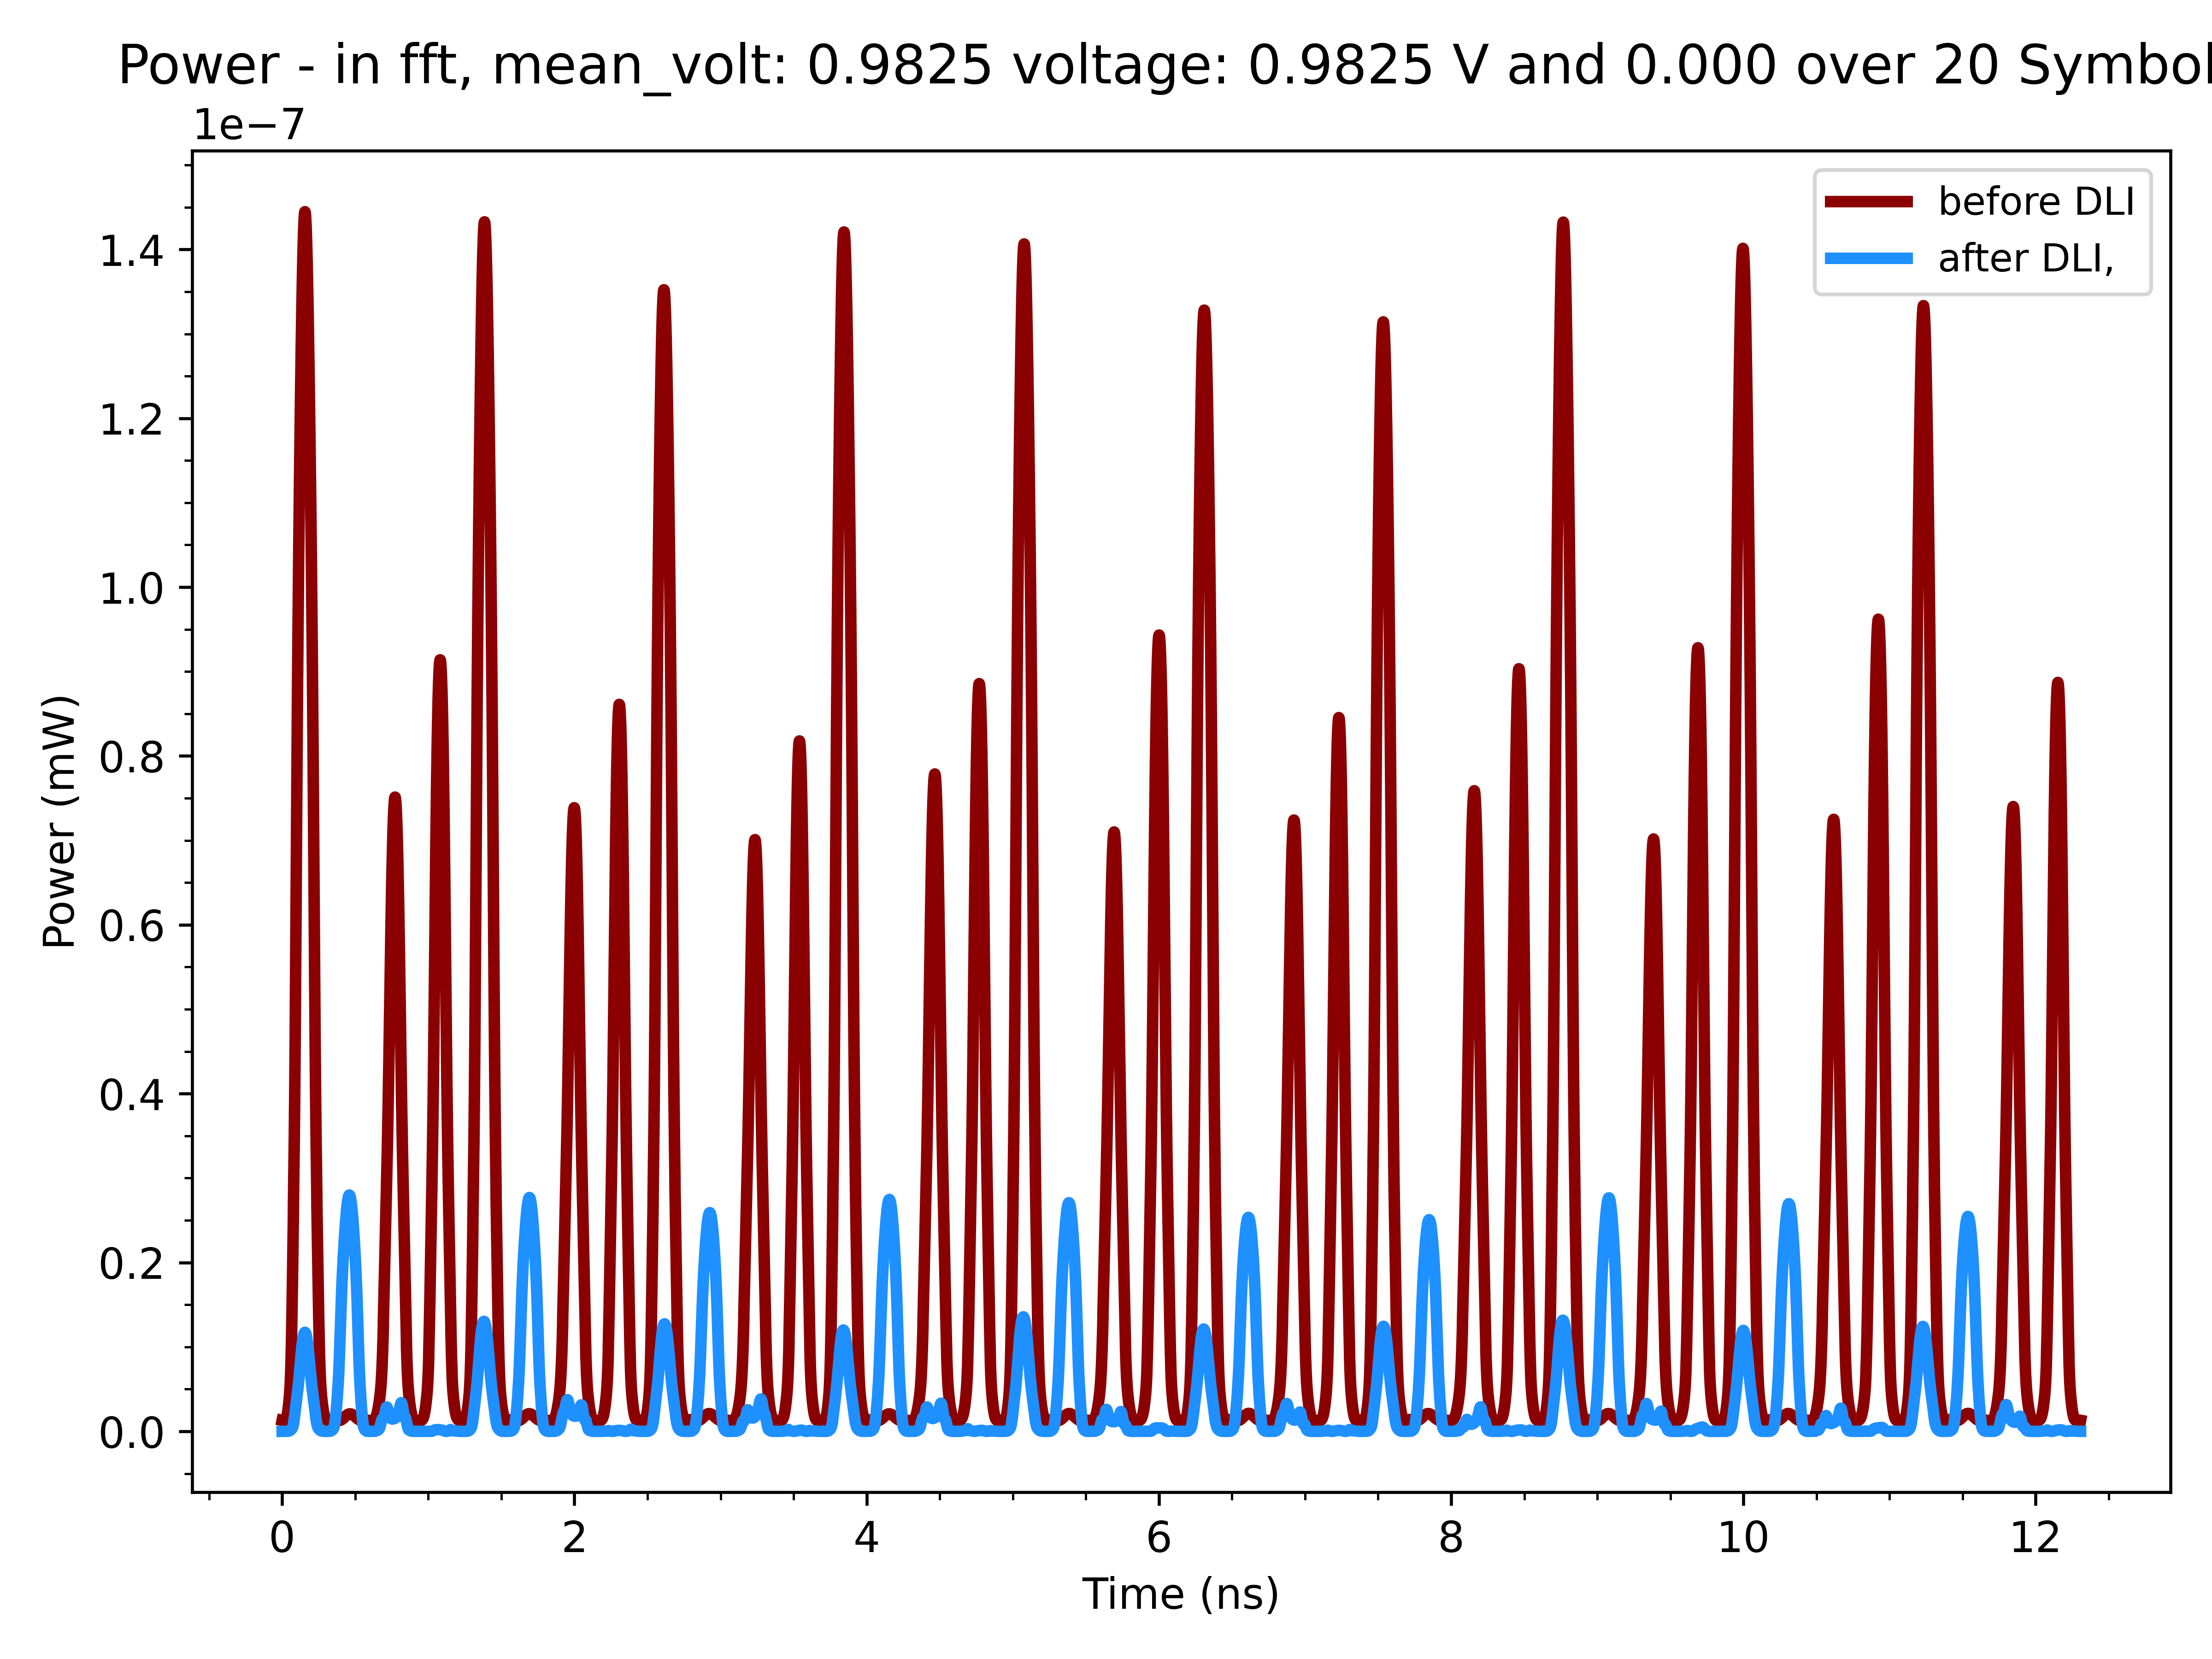 Power - in fft, mean_volt: 0.9825 voltage: 0.9825 V and 0.000 over 20 Symbol
1e−7
before DLI
after DLI,
1.4
1.2
1.0
0.8
0.6
0.4
0.2
0.0
Power (mW)
0 2 4 6 8 10 12
Time (ns)